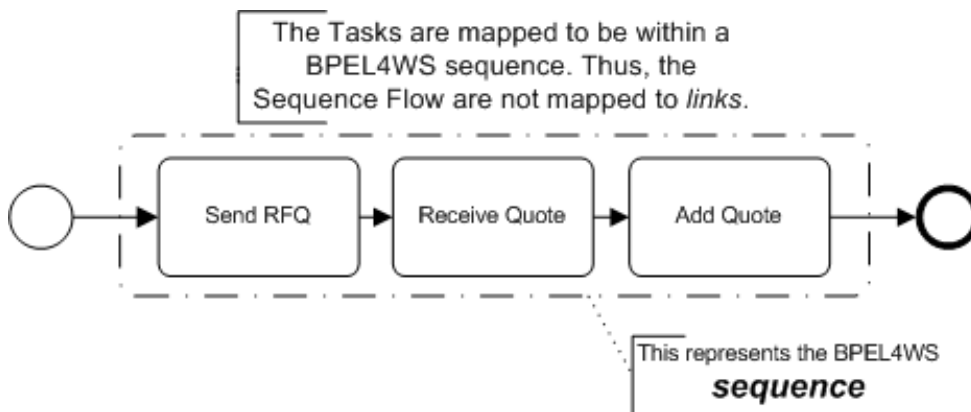 The Tasks are mapped to be within a
BPEL4WS sequence. Thus, the
Sequence Flow are not mapped to links.
Send RFQ
Receive Quote
Add Quote
This represents the BPEL4WS
sequence